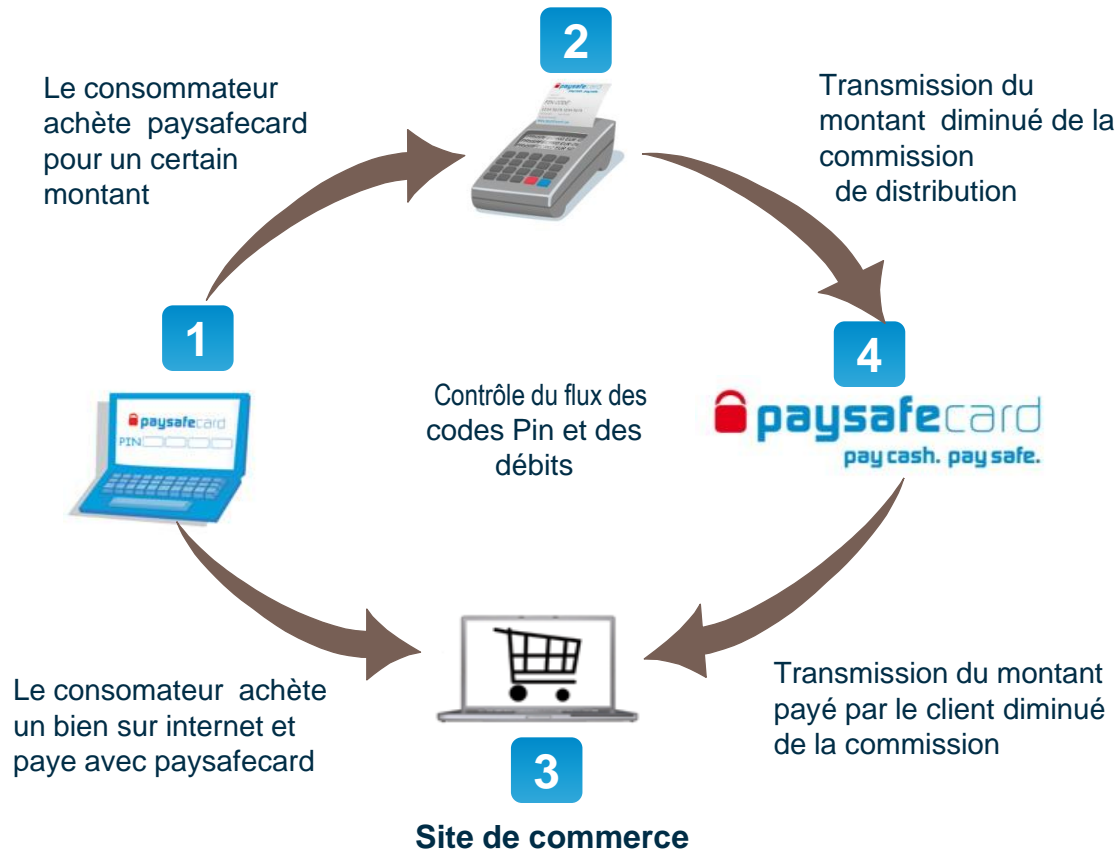 2
Le consommateur
achète paysafecard
pour un certain
montant
paysafecard
Transmission du
montant diminué de la
commission
de distribution
1
paysafecard
PIN
Contrôle du flux des
codes Pin et des
débits
4
paysafecard
pay cash. pay safe.
Le consomateur achète
un bien sur internet et
paye avec paysafecard
Transmission du montant
payé par le client diminué
de la commission
3
Site de commerce